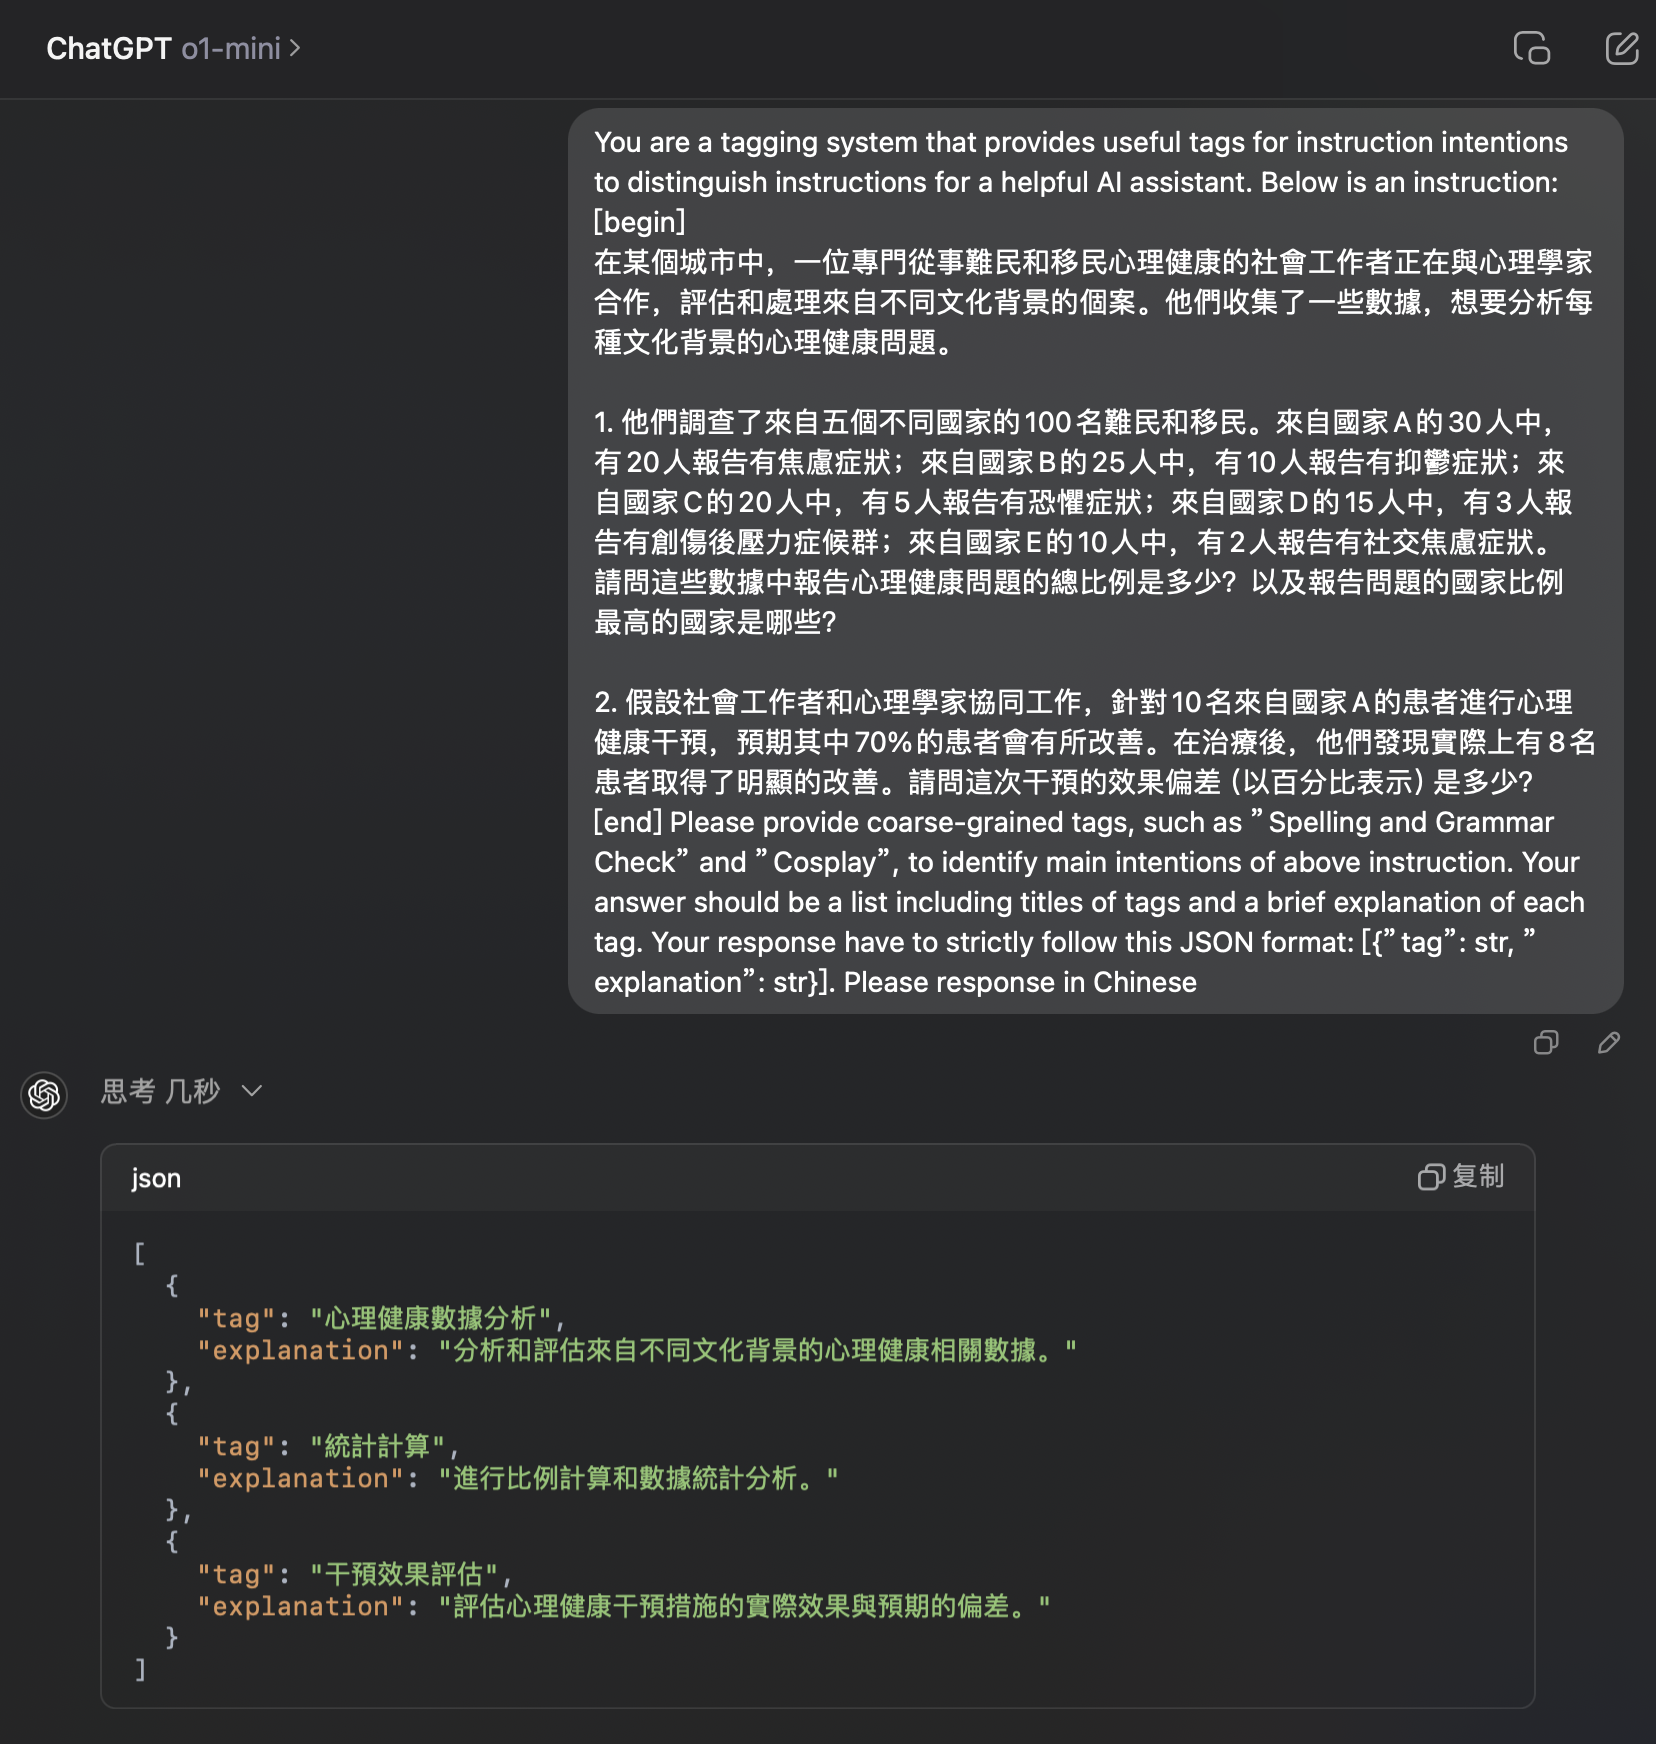 ChatGPT o1-mini >
You are a tagging system that provides useful tags for instruction intentions
to distinguish instructions for a helpful AI assistant. Below is an instruction:
[begin]
在某個城市中，一位專門從事難民和移民心理健康的社會工作者正在與心理學家
合作，評估和處理來自不同文化背景的個案。他們收集了一些數據，想要分析每
種文化背景的心理健康問題。
1. 他們調查了來自五個不同國家的100名難民和移民。來自國家A的30人中，
有20人報告有焦慮症狀；來自國家B的25人中，有10人報告有抑鬱症狀；來
自國家C的20人中，有5人報告有恐懼症狀；來自國家D的15人中，有3人報
告有創傷後壓力症候群；來自國家E的10人中，有2人報告有社交焦慮症狀。
請問這些數據中報告心理健康問題的總比例是多少？以及報告問題的國家比例
最高的國家是哪些？
2. 假設社會工作者和心理學家協同工作，針對10名來自國家A的患者進行心理
健康干預，預期其中70%的患者會有所改善。在治療後，他們發現實際上有8名
患者取得了明顯的改善。請問這次干預的效果偏差（以百分比表示）是多少？
[end] Please provide coarse-grained tags, such as ” Spelling and Grammar
Check” and ” Cosplay”, to identify main intentions of above instruction. Your
answer should be a list including titles of tags and a brief explanation of each
tag. Your response have to strictly follow this JSON format: [{” tag”: str, ”
explanation”: str}]. Please response in Chinese
思考 几秒
json
复制
[
{
"tag": "心理健康數據分析",
"explanation": "分析和評估來自不同文化背景的心理健康相關數據。"
},
{
"tag": "統計計算",
"explanation": "進行比例計算和數據統計分析。"
},
{
"tag": "干預效果評估",
"explanation": "評估心理健康干預措施的實際效果與預期的偏差。"
}
]